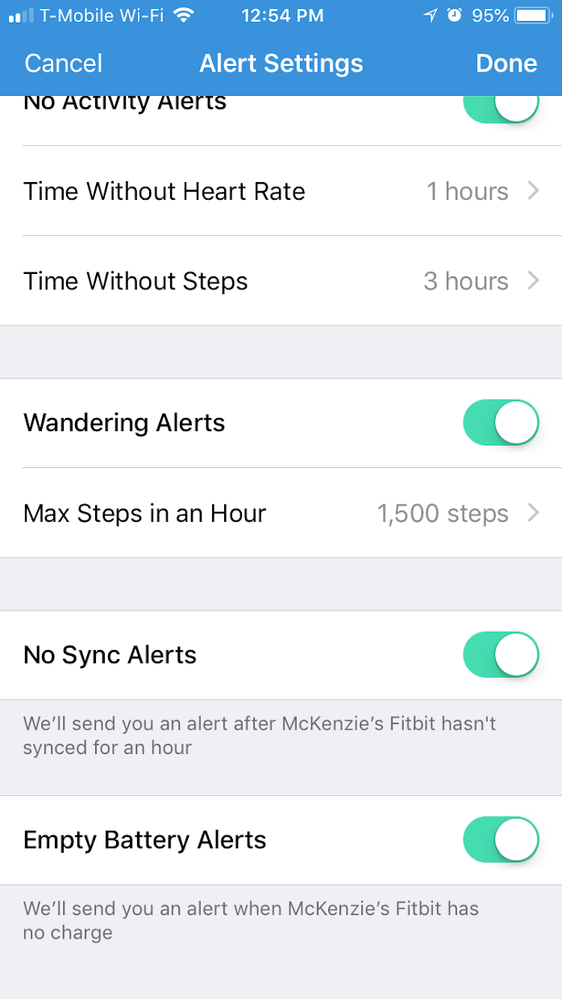 T-Mobile Wi-Fi 12:54 PM 95%
Cancel Alert Settings Done
No Activity Alerts
Time Without Heart Rate 1 hours
Time Without Steps 3 hours
Wandering Alerts
Max Steps in an Hour 1,500 steps
No Sync Alerts
We’ll send you an alert after McKenzie’s Fitbit hasn't
synced for an hour
Empty Battery Alerts
We’ll send you an alert when McKenzie’s Fitbit has
no charge